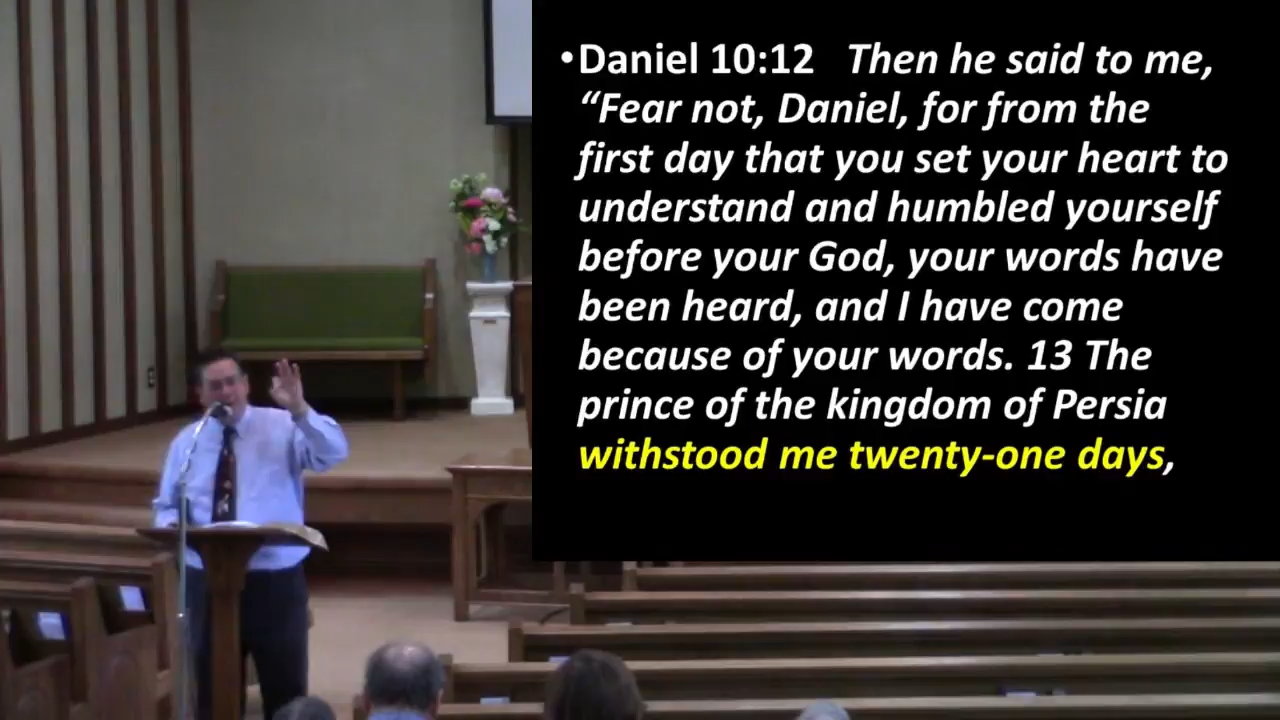 •Daniel 10:12 Then he said to me,
“Fear not, Daniel, for from the
first day that you set your heart to
understand and humbled yourself
before your God, your words have
been heard, and I have come
because of your words. 13 The
prince of the kingdom of Persia
withstood me twenty-one days,